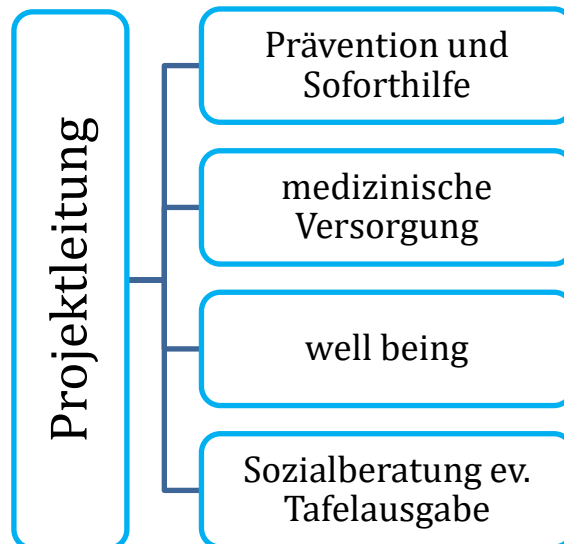 Projektleitung
Prävention und
Soforthilfe
medizinische
Versorgung
well being
Sozialberatung ev.
Tafelausgabe